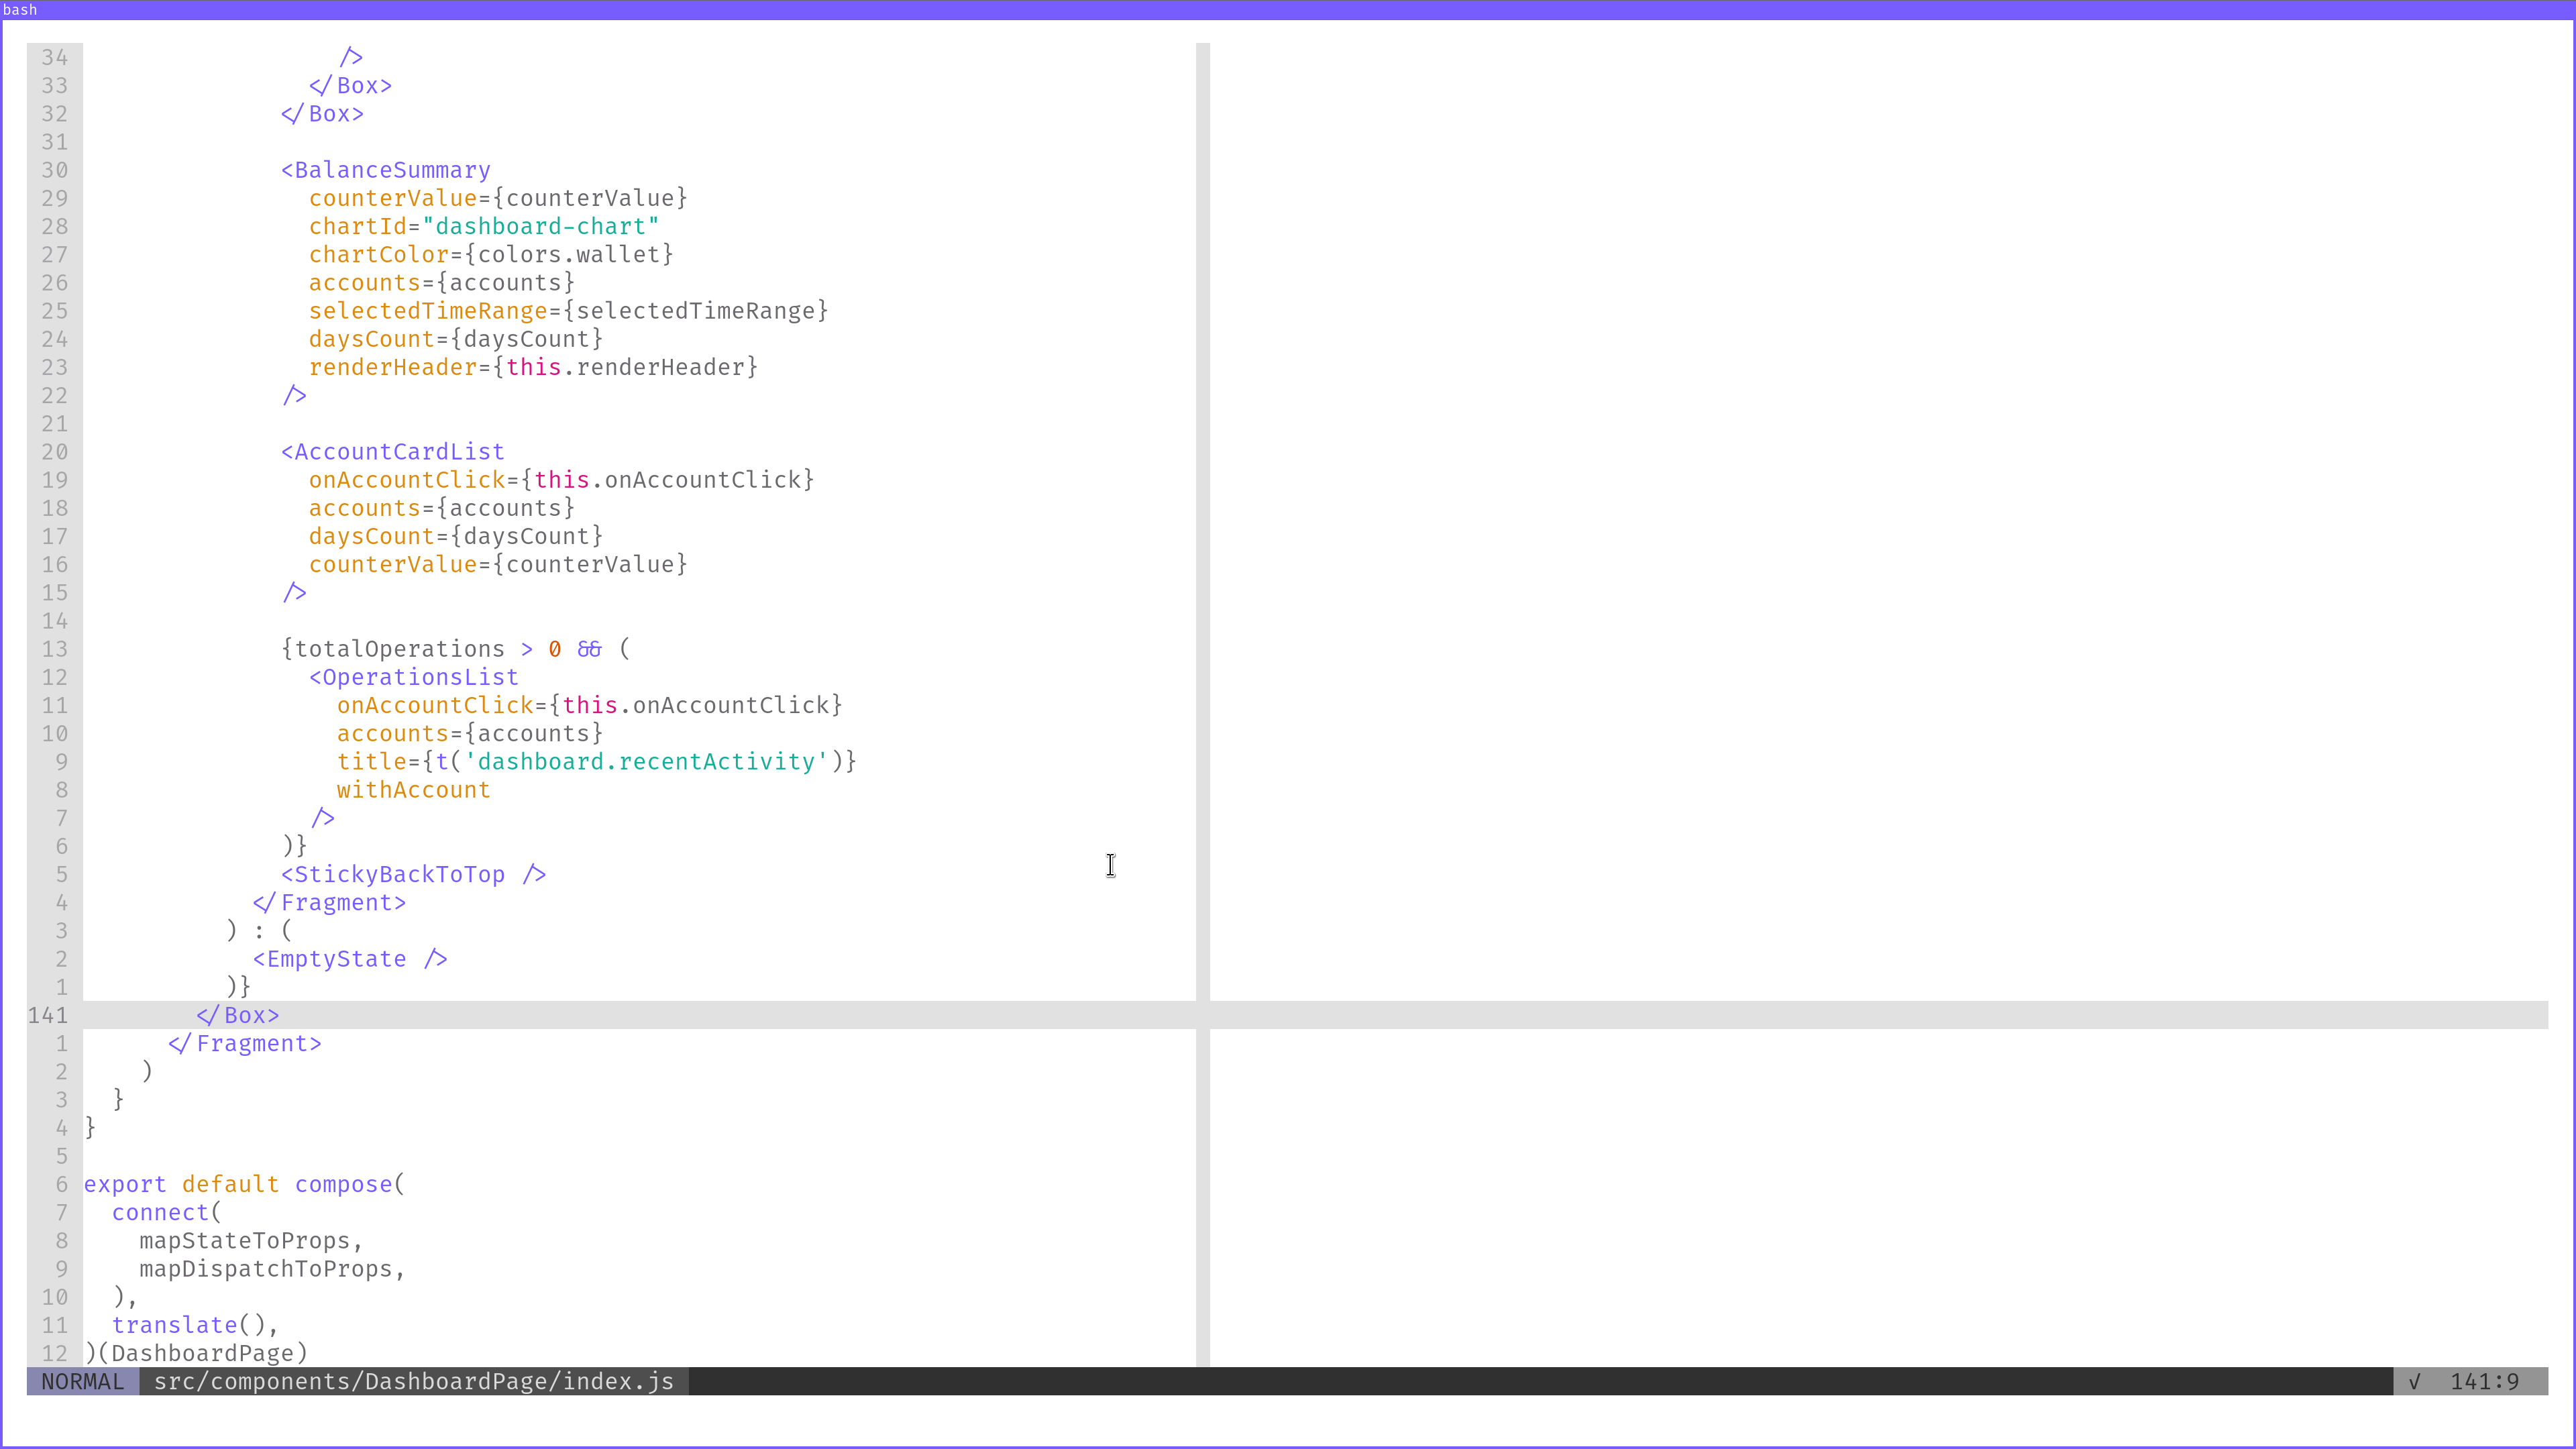 bash
34 />
33 </Box>
32 </Box>
31
30 <BalanceSummary
29 counterValue={counterValue}
28 chartId="dashboard-chart"
27 chartColor={colors.wallet}
26 accounts={accounts}
25 selectedTimeRange={selectedTimeRange}
24 daysCount={daysCount}
23 renderHeader={this.renderHeader}
22 />
21
20 <AccountCardList
19 onAccountClick={this.onAccountClick}
18 accounts={accounts}
17 daysCount={daysCount}
16 counterValue={counterValue}
15 />
14
13 {totalOperations > 0 && (
12 <OperationsList
11 onAccountClick={this.onAccountClick}
10 accounts={accounts}
9 title={t('dashboard.recentActivity')}
8 withAccount
7 />
6 )}
5 <StickyBackToTop />
4 </Fragment>
3 ) : (
2 <EmptyState />
1 )}
141 </Box>
1 </Fragment>
2 )
3 }
4 }
5
6 export default compose(
7 connect(
8 mapStateToProps,
9 mapDispatchToProps,
10 ),
11 translate(),
12 )(DashboardPage)
NORMAL src/components/DashboardPage/index.js √ 141:9